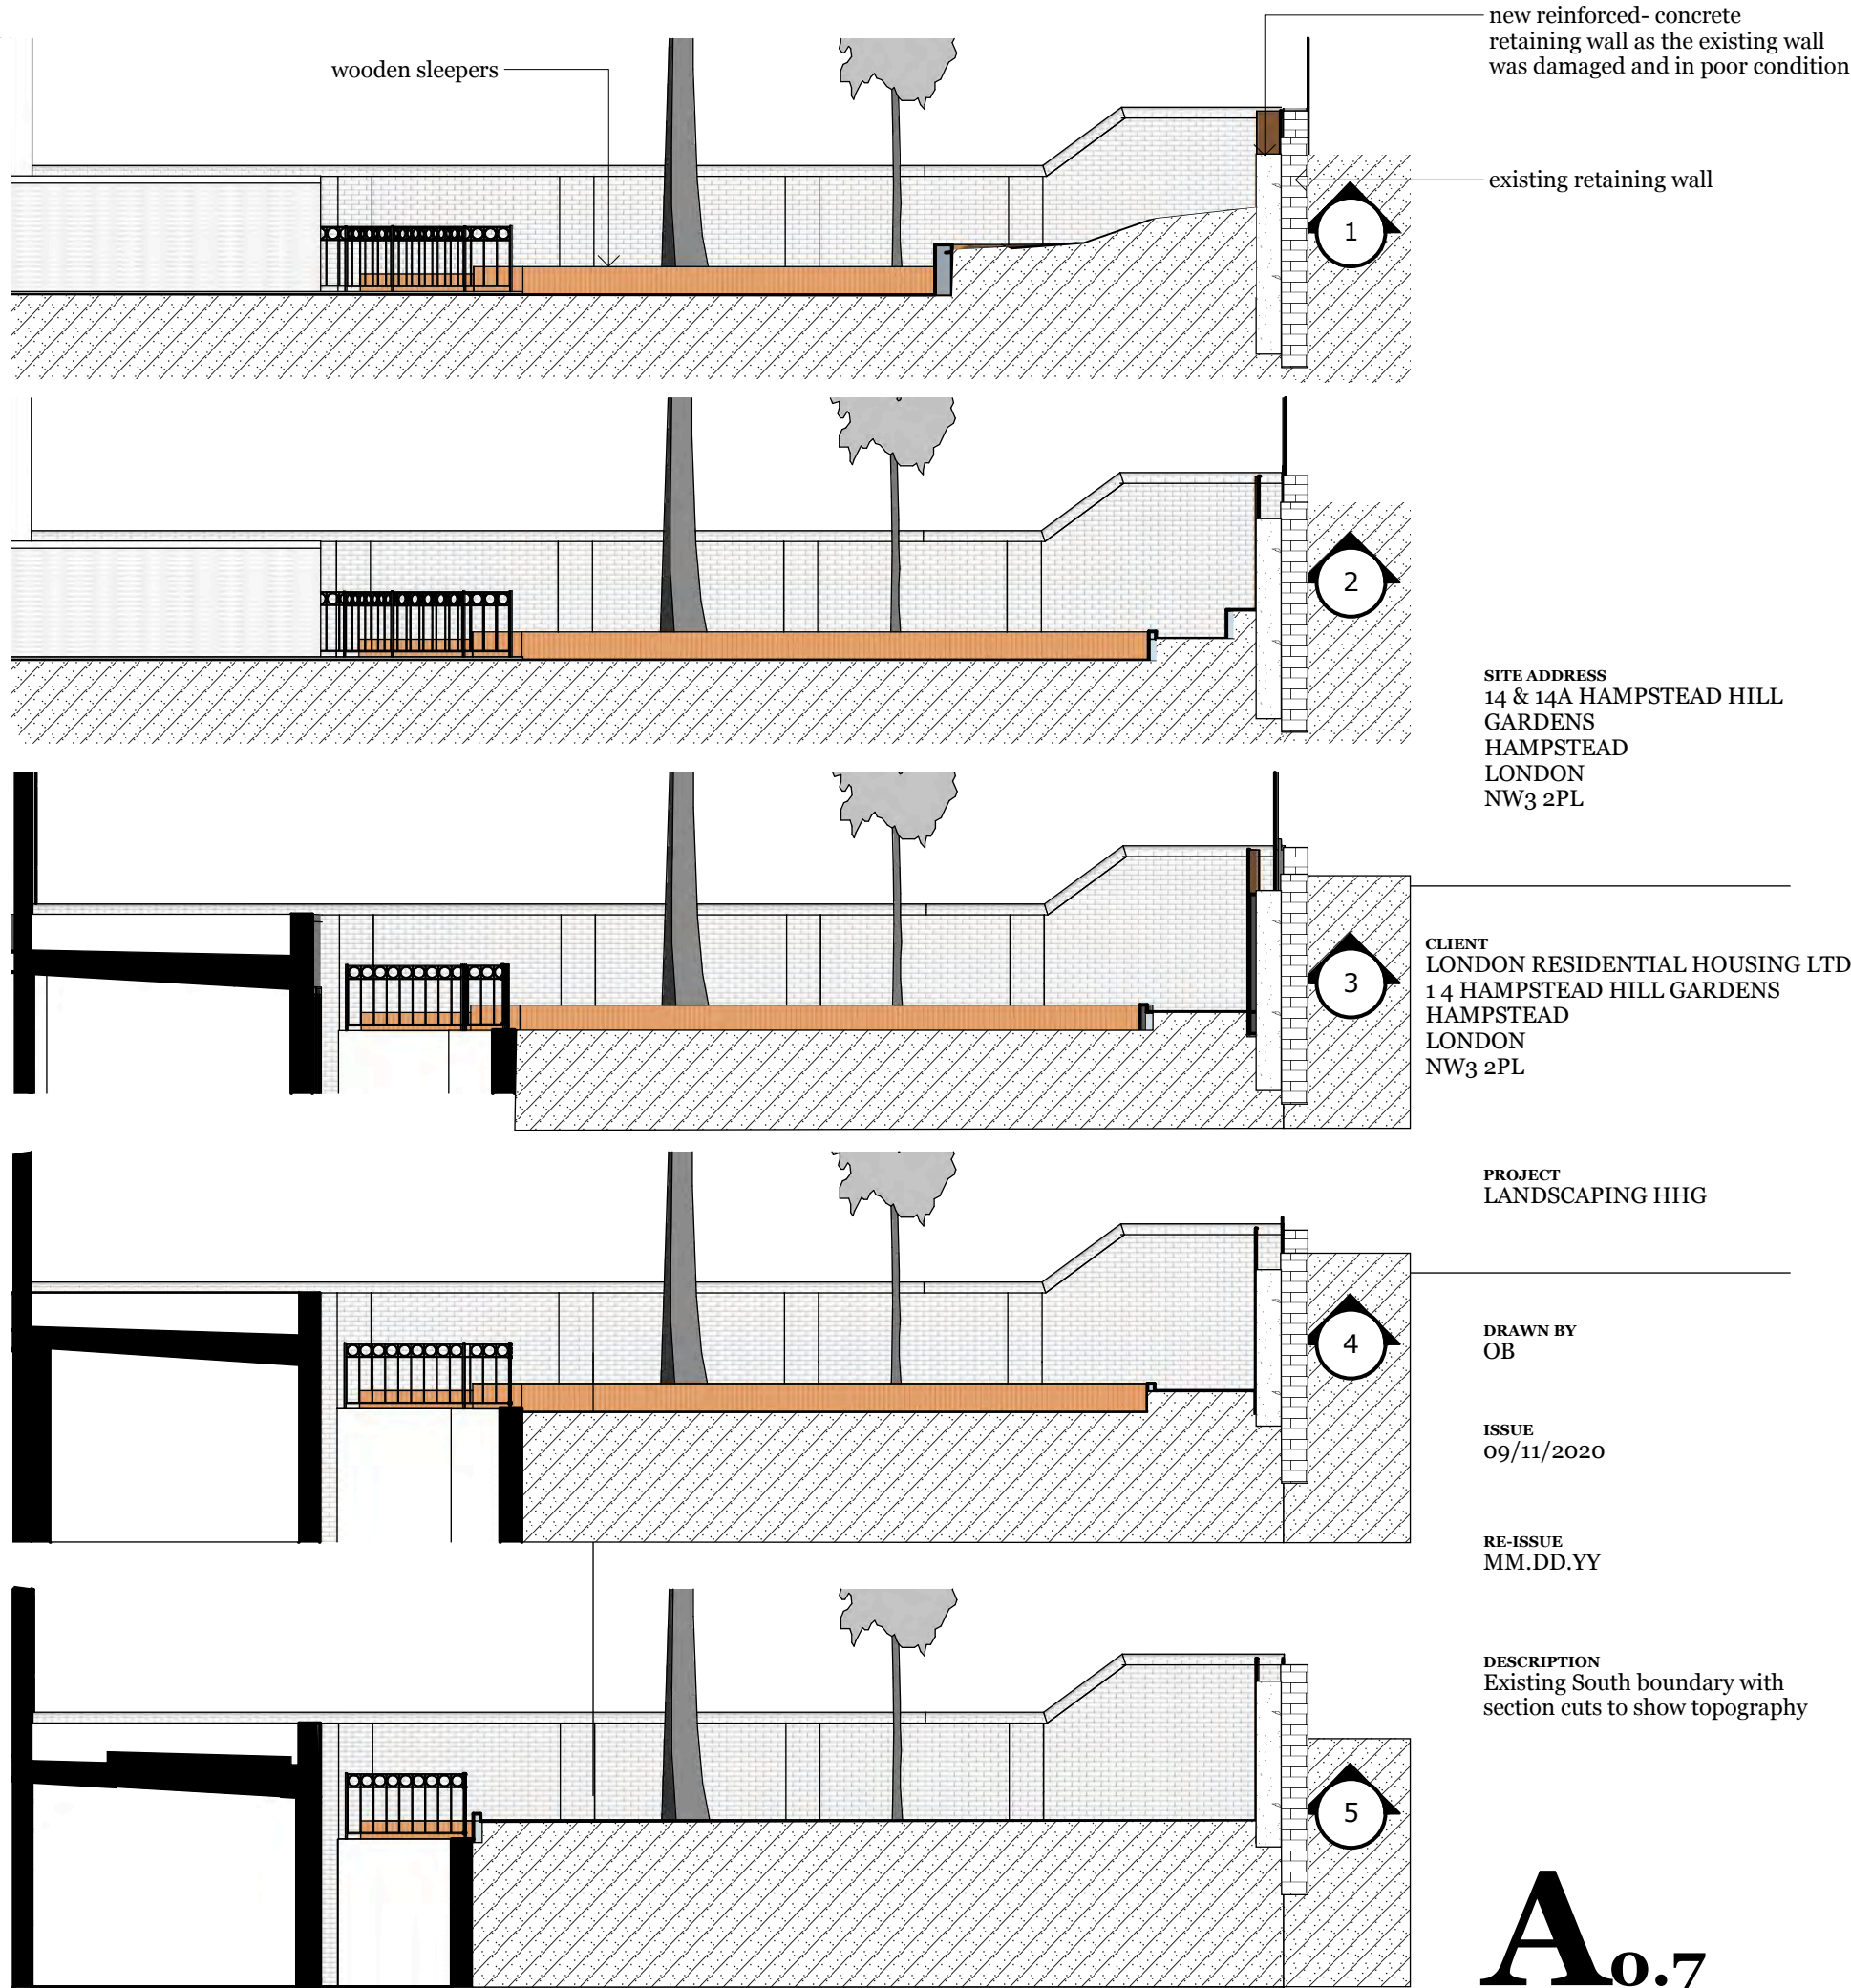 new reinforced- concrete
retaining wall as the existing wall
was damaged and in poor condition
wooden sleepers
existing retaining wall
1
2
SITE ADDRESS
14 & 14A HAMPSTEAD HILL
GARDENS
HAMPSTEAD
LONDON
NW3 2PL
3
CLIENT
LONDON RESIDENTIAL HOUSING LTD
1 4 HAMPSTEAD HILL GARDENS
HAMPSTEAD
LONDON
NW3 2PL
PROJECT
LANDSCAPING HHG
4
DRAWN BY
OB
ISSUE
09/11/2020
RE-ISSUE
MM.DD.YY
DESCRIPTION
Existing South boundary with
section cuts to show topography
5
A0.7